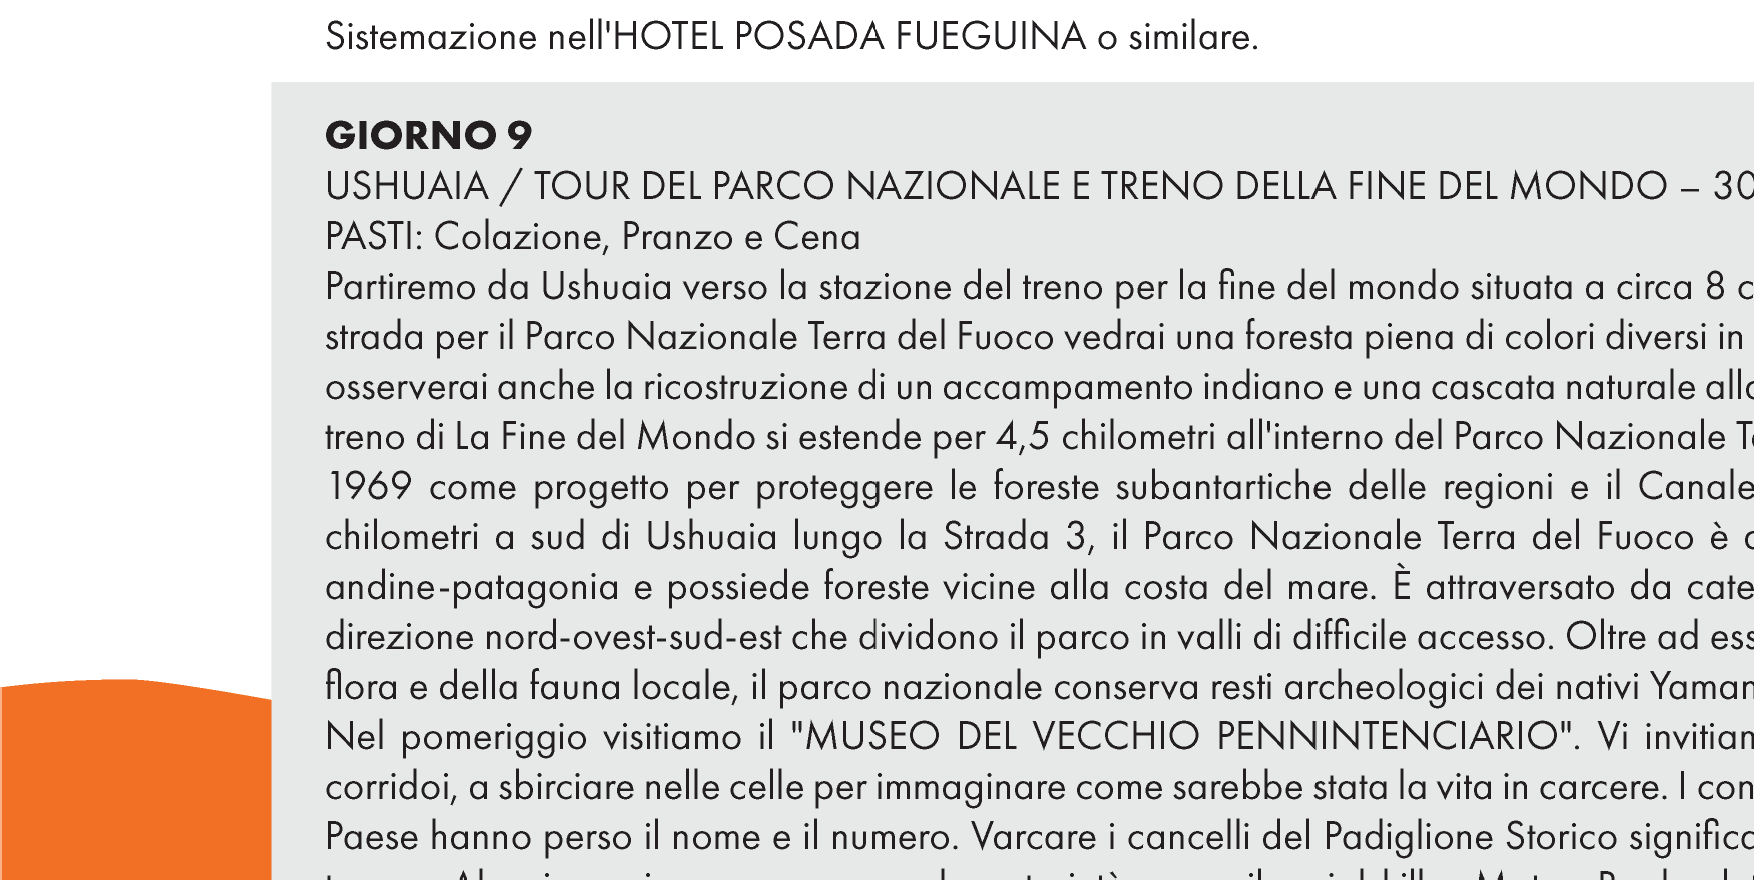 Sistemazione nell'HOTEL POSADA FUEGUINA o similare.
GIORNO 9
USHUAIA / TOUR DEL PARCO NAZIONALE E TRENO DELLA FINE DEL MONDO – 30
PASTI: Colazione, Pranzo e Cena
Partiremo da Ushuaia verso la stazione del treno per la fine del mondo situata a circa 8
strada per il Parco Nazionale Terra del Fuoco vedrai una foresta piena di colori diversi in
osserverai anche la ricostruzione di un accampamento indiano e una cascata naturale
treno di La Fine del Mondo si estende per 4,5 chilometri all'interno del Parco Nazionale
1969 come progetto per proteggere le foreste subantartiche delle regioni e il Canale
chilometri a sud di Ushuaia lungo la Strada 3, il Parco Nazionale Terra del Fuoco è
andine-patagonia e possiede foreste vicine alla costa del mare. È attraversato da cate
direzione nord-ovest-sud-est che dividono il parco in valli di difficile accesso. Oltre ad ess
flora e della fauna locale, il parco nazionale conserva resti archeologici dei nativi Yaman
Nel pomeriggio visitiamo il "MUSEO DEL VECCHIO PENNINTENCIARIO". Vi invitiam
corridoi, a sbirciare nelle celle per immaginare come sarebbe stata la vita in carcere. I con
Paese hanno perso il nome e il numero. Varcare i cancelli del Padiglione Storico signific